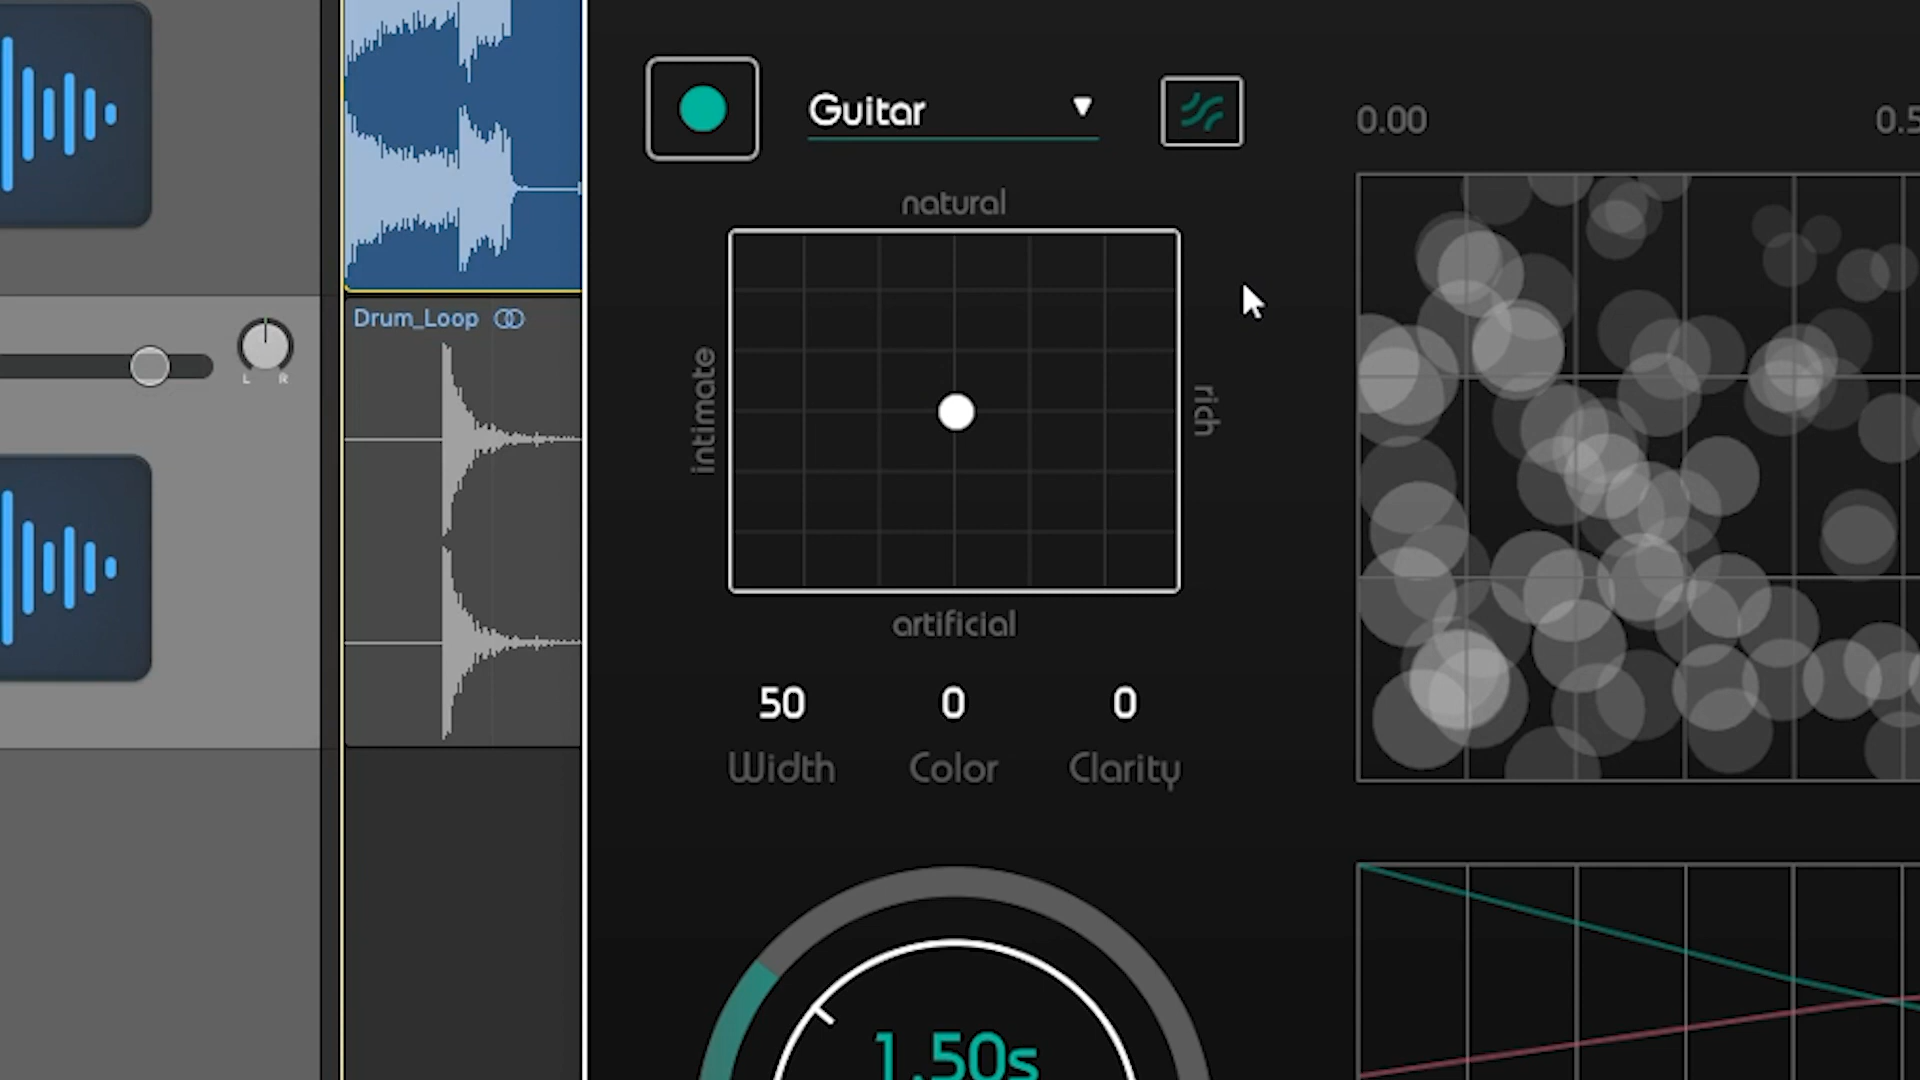 Guitar
0.00
natural
Drum_Loop
intimate
rich
L R
artificial
50 0 0
Width Color Clarity
1.50s